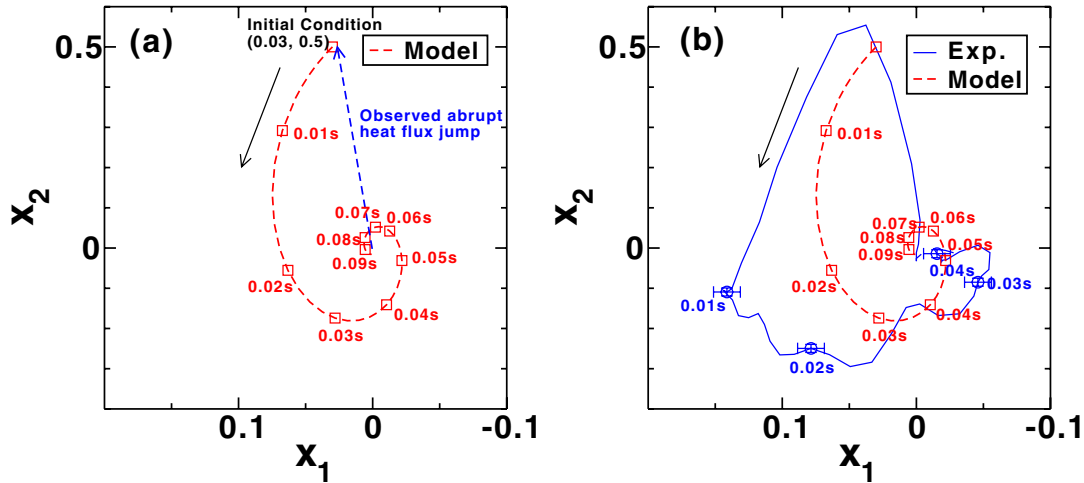 Initial Condition
(0.03, 0.5)
(a)
Model
Observed abrupt
heat flux jump
0.01s
0.07s
0.06s
0.08s
0.05s
0.09s
0.02s
0.04s
0.03s
0.5
0
x2
0.1
0
-0.1
x1
(b)
Exp.
Model
0.01s
0.07s
0.06s
0.08s
0.05s
0.09s
0.04s
0.02s
0.03s
0.01s
0.04s
0.03s
0.02s
0.5
0
x2
0.1
0
-0.1
x1